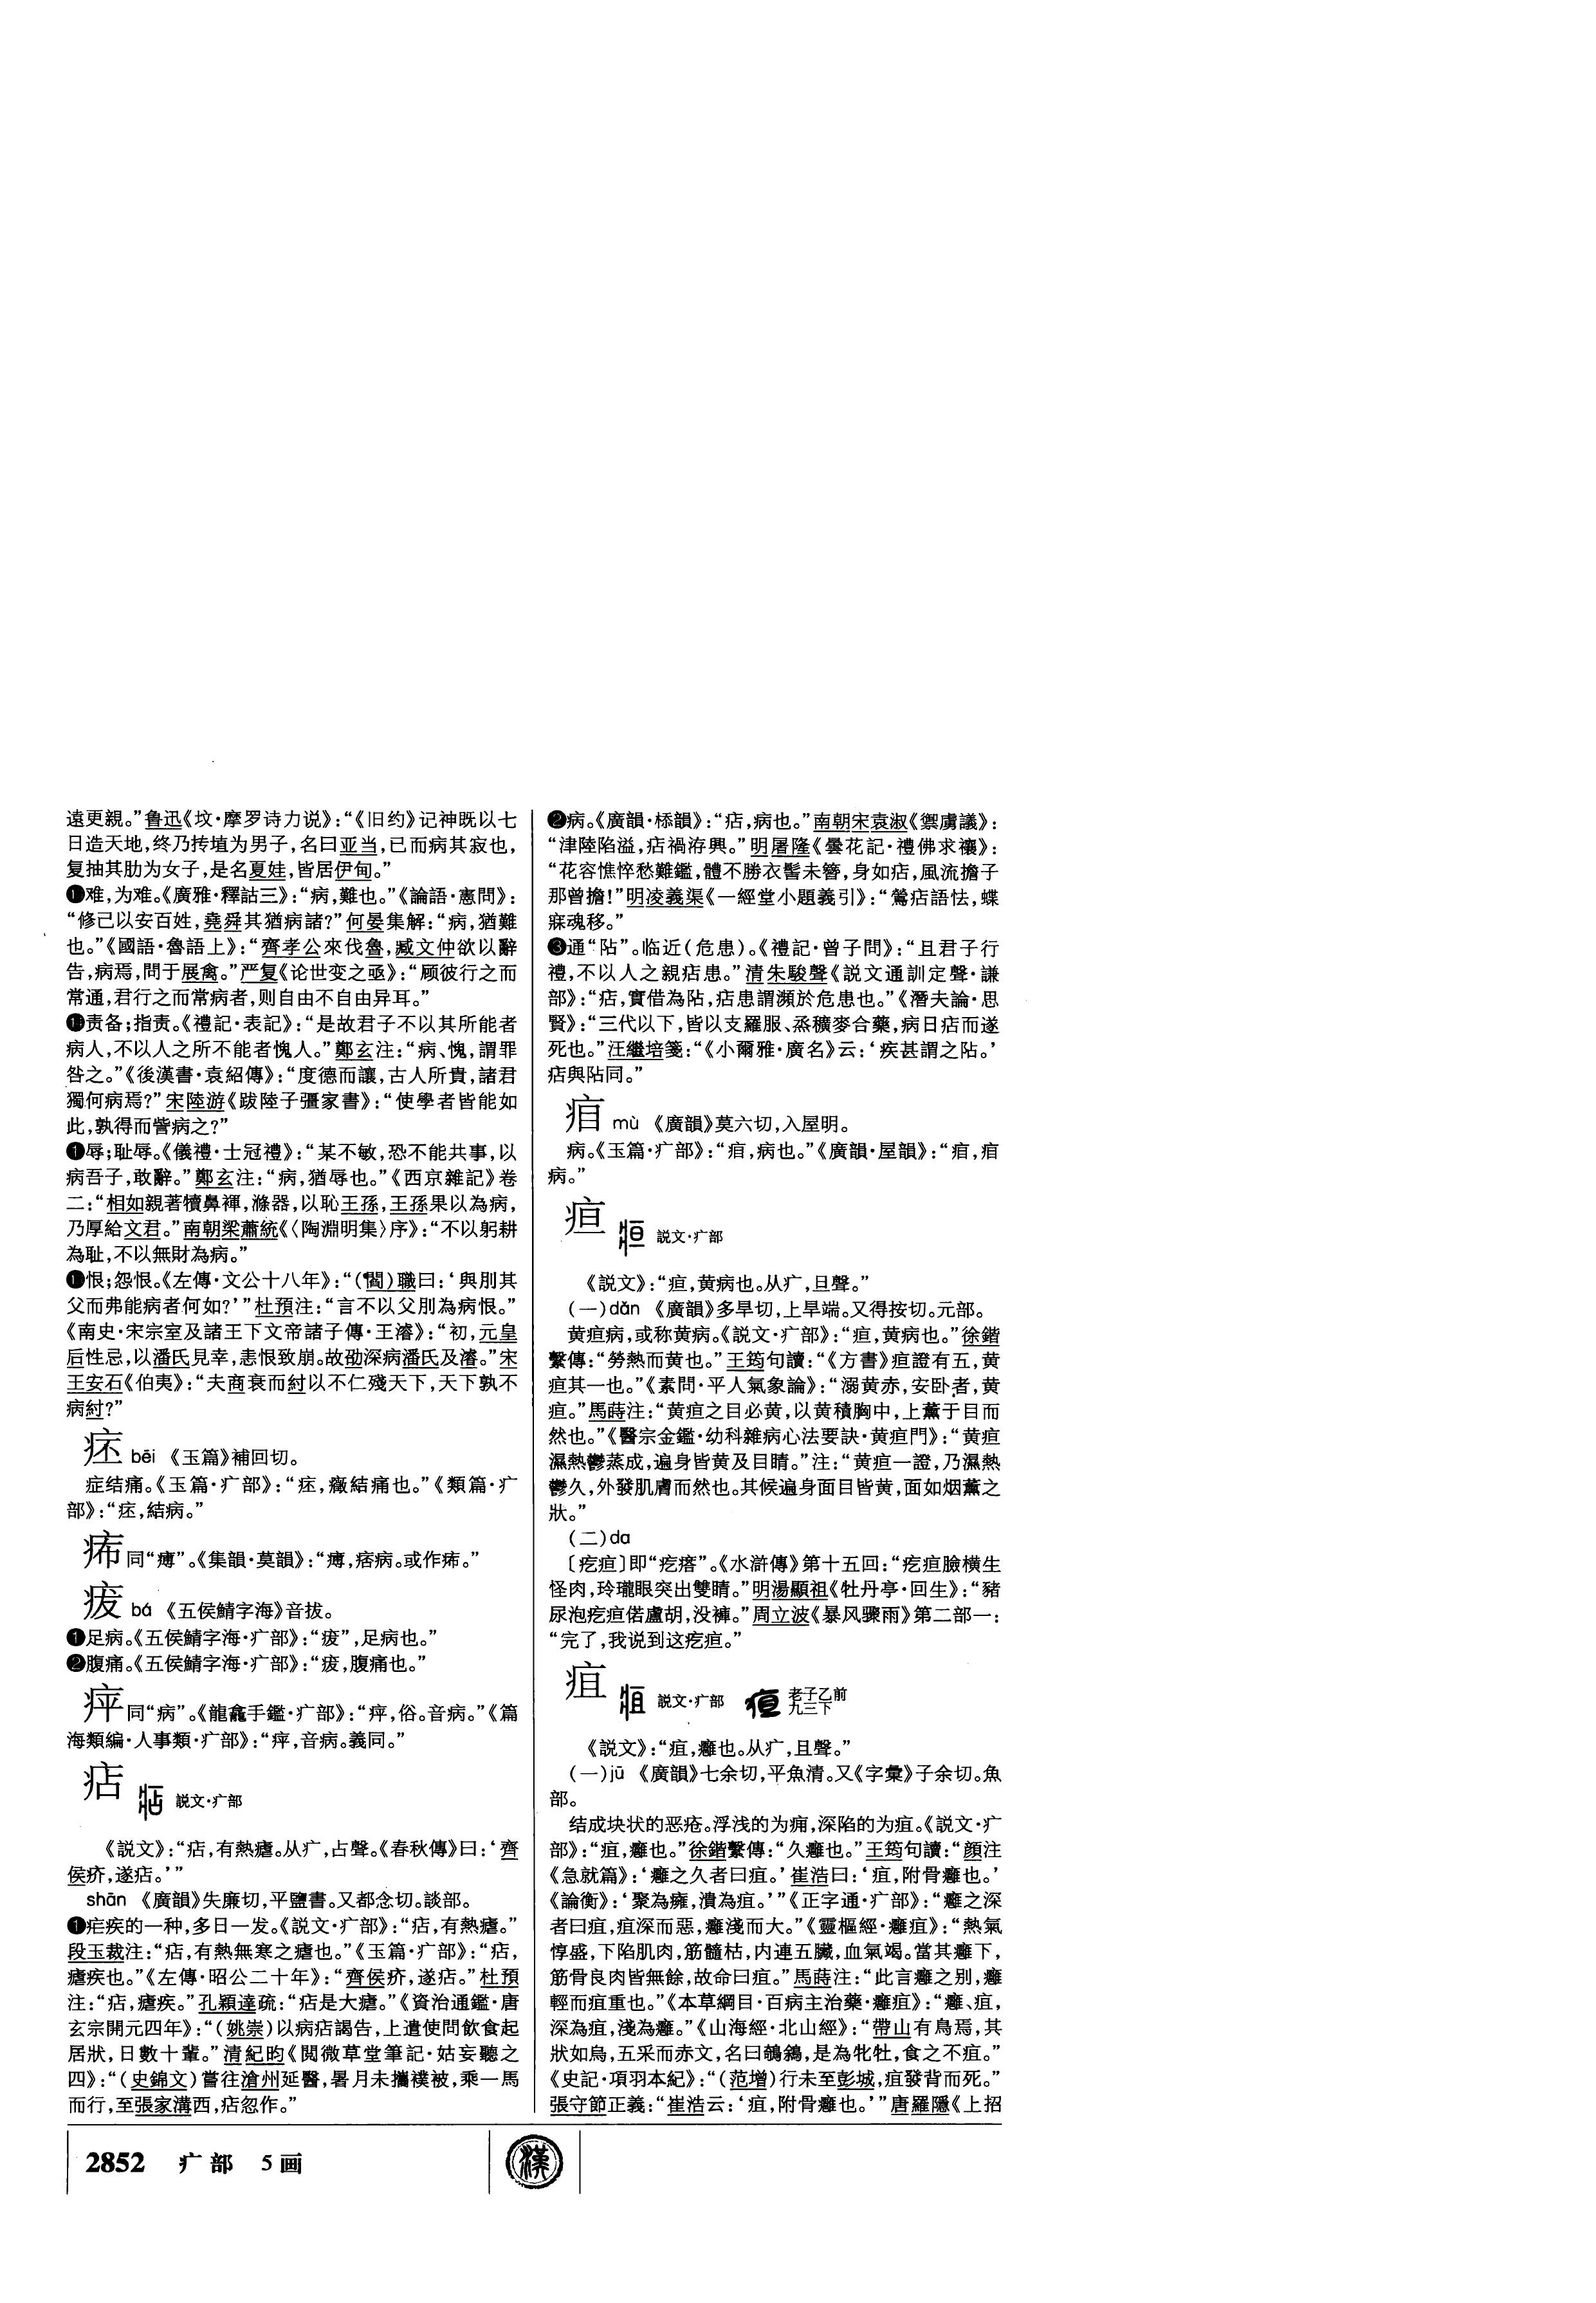 遠更親。”鲁迅《坟·摩罗诗力说》：“《旧约》记神既以七
日造天地，终乃抟埴为男子，名曰亚当，已而病其寂也，
复抽其肋为女子，是名夏娃，皆居伊甸。”
难，为难。《廣雅·釋詁三》：“病，難也。”《論語·憲問》：
“修己以安百姓，堯舜其猶病諸？”何晏集解：“病，猶難
也。”《國語·魯語上》：“齊孝公來伐魯，臧文仲欲以辭
告，病焉，問于展禽。”严复《论世变之亟》：“顾彼行之而
常通，君行之而常病者，则自由不自由异耳。”
责备；指责。《禮記·表記》：“是故君子不以其所能者
病人，不以人之所不能者愧人。”鄭玄注：“病、愧，謂罪
咎之。”《後漢書·袁紹傳》：“度德而讓，古人所貴，諸君
獨何病焉？”宋陸游《跋陸子彊家書》：“使學者皆能如
此，孰得而訾病之？”
辱；耻辱。《儀禮·士冠禮》：“某不敏，恐不能共事，以
病吾子，敢辭。”鄭玄注：“病，猶辱也。”《西京雜記》卷
二：“相如親著犢鼻褌，滌器，以恥王孫，王孫果以為病，
乃厚給文君。”南朝梁蕭統《〈陶淵明集〉序》：“不以躬耕
為耻，不以無財為病。”
恨；怨恨。《左傳·文公十八年》：“(閻)職曰：‘與刖其
父而弗能病者何如？’”杜預注：“言不以父刖為病恨。”
《南史·宋宗室及諸王下文帝諸子傳·王濬》：“初，元皇
后性忌，以潘氏見幸，恚恨致崩。故劭深病潘氏及濬。”宋
王安石《伯夷》：“夫商衰而紂以不仁殘天下，天下孰不
病紂？”
㾦 bēi 《玉篇》補回切。
症结痛。《玉篇·疒部》：“㾦，癥結痛也。”《類篇·疒
部》：“㾦，結病。”
㾟同“㾭”。《集韻·莫韻》：“㾭，痞病。或作㾟。”
㾆 bá 《五侯鯖字海》音拔。
❶足病。《五侯鯖字海·疒部》：“㾆”，足病也。”
❷腹痛。《五侯鯖字海·疒部》：“㾆，腹痛也。”
㾕同“病”。《龍龕手鑑·疒部》：“㾕，俗。音病。”《篇
海類編·人事類·疒部》：“㾕，音病。義同。”
痁 説文·疒部
《説文》：“痁，有熱瘧。从疒，占聲。《春秋傳》曰：‘齊
侯疥，遂痁。’”
shān 《廣韻》失廉切，平鹽書。又都念切。談部。
❶疟疾的一种，多日一发。《説文·疒部》：“痁，有熱瘧。”
段玉裁注：“痁，有熱無寒之瘧也。”《玉篇·疒部》：“痁，
瘧疾也。”《左傳·昭公二十年》：“齊侯疥，遂痁。”杜預
注：“痁，瘧疾。”孔穎達疏：“痁是大瘧。”《資治通鑑·唐
玄宗開元四年》：“(姚崇)以病痁謁告，上遣使問飲食起
居狀，日數十輩。”清紀昀《閲微草堂筆記·姑妄聽之
四》：“(史錦文)嘗往滄州延醫，暑月未攜襆被，乘一馬
而行，至張家溝西，痁忽作。”
❷病。《廣韻·㮇韻》：“痁，病也。”南朝宋袁淑《禦虜議》：
“津陸陷溢，痁禍洊興。”明屠隆《曇花記·禮佛求禳》：
“花容憔悴愁難鑑，體不勝衣髻未簪，身如痁，風流擔子
那曾擔！”明凌義渠《一經堂小題義引》：“鶯痁語怯，蝶
寐魂移。”
❸通“阽”。临近(危患)。《禮記·曾子問》：“且君子行
禮，不以人之親痁患。”清朱駿聲《説文通訓定聲·謙
部》：“痁，實借為阽，痁患謂瀕於危患也。”《潛夫論·思
賢》：“三代以下，皆以支羅服、烝穬麥合藥，病日痁而遂
死也。”汪繼培箋：“《小爾雅·廣名》云：‘疾甚謂之阽。’
痁與阽同。”
㾇 mù 《廣韻》莫六切，入屋明。
病。《玉篇·疒部》：“㾇，病也。”《廣韻·屋韻》：“㾇，㾇
病。”
疸 説文·疒部
《説文》：“疸，黄病也。从疒，旦聲。”
(一)dǎn 《廣韻》多旱切，上旱端。又得按切。元部。
黄疸病，或称黄病。《説文·疒部》：“疸，黄病也。”徐鍇
繫傳：“勞熱而黄也。”王筠句讀：“《方書》疸證有五，黄
疸其一也。”《素問·平人氣象論》：“溺黄赤，安卧者，黄
疸。”馬蒔注：“黄疸之目必黄，以黄積胸中，上薰于目而
然也。”《醫宗金鑑·幼科雜病心法要訣·黄疸門》：“黄疸
濕熱鬱蒸成，遍身皆黄及目睛。”注：“黄疸一證，乃濕熱
鬱久，外發肌膚而然也。其候遍身面目皆黄，面如烟薰之
狀。”
(二)da
〔疙疸〕即“疙瘩”。《水滸傳》第十五回：“疙疸臉横生
怪肉，玲瓏眼突出雙睛。”明湯顯祖《牡丹亭·回生》：“豬
尿泡疙疸偌盧胡，没褲。”周立波《暴风骤雨》第二部一：
“完了，我说到这疙疸。”
疽 説文·疒部 老子乙前九三下
《説文》：“疽，癰也。从疒，且聲。”
(一)jū 《廣韻》七余切，平魚清。又《字彙》子余切。魚
部。
结成块状的恶疮。浮浅的为痈，深陷的为疽。《説文·疒
部》：“疽，癰也。”徐鍇繫傳：“久癰也。”王筠句讀：“顔注
《急就篇》：‘癰之久者曰疽。’崔浩曰：‘疽，附骨癰也。’
《論衡》：‘聚為癰，潰為疽。’”《正字通·疒部》：“癰之深
者曰疽，疽深而惡，癰淺而大。”《靈樞經·癰疽》：“熱氣
惇盛，下陷肌肉，筋髓枯，内連五臟，血氣竭。當其癰下，
筋骨良肉皆無餘，故命曰疽。”馬蒔注：“此言癰之别，癰
輕而疽重也。”《本草綱目·百病主治藥·癰疽》：“癰、疽，
深為疽，淺為癰。”《山海經·北山經》：“帶山有鳥焉，其
狀如烏，五采而赤文，名曰鵸䳜，是為牝牡，食之不疽。”
《史記·項羽本紀》：“(范增)行未至彭城，疽發背而死。”
張守節正義：“崔浩云：‘疽，附骨癰也。’”唐羅隱《上招
2852 疒部 5画
漢